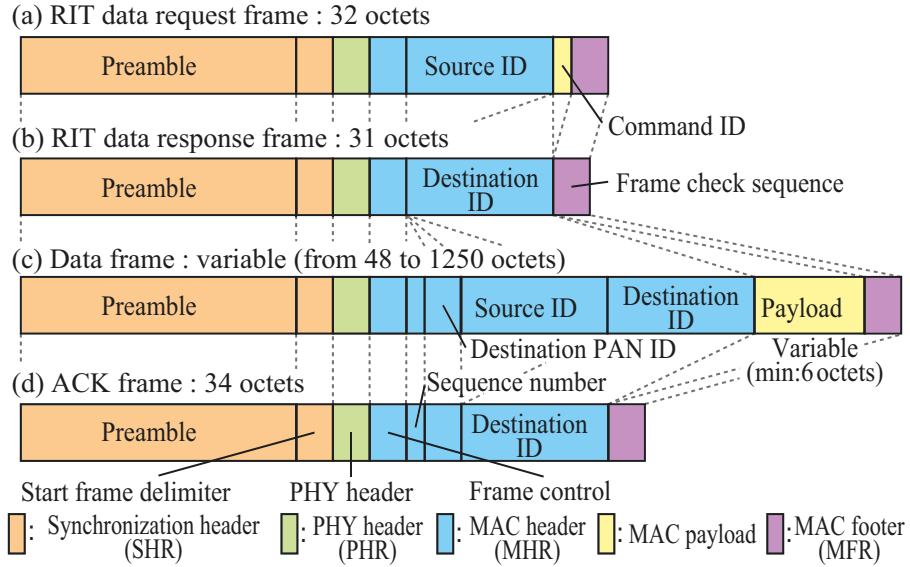 (a) RIT data request frame : 32 octets
Preamble
Source ID
Command ID
(b) RIT data response frame : 31 octets
Preamble
Destination
ID
Frame check sequence
(c) Data frame : variable (from 48 to 1250 octets)
Preamble
Source ID
Destination
ID
Payload
Destination PAN ID
Variable
(min:6 octets)
(d) ACK frame : 34 octets
Sequence number
Preamble
Destination
ID
Start frame delimiter
PHY header
Frame control
: Synchronization header
(SHR)
: PHY header
(PHR)
: MAC header
(MHR)
: MAC payload
: MAC footer
(MFR)